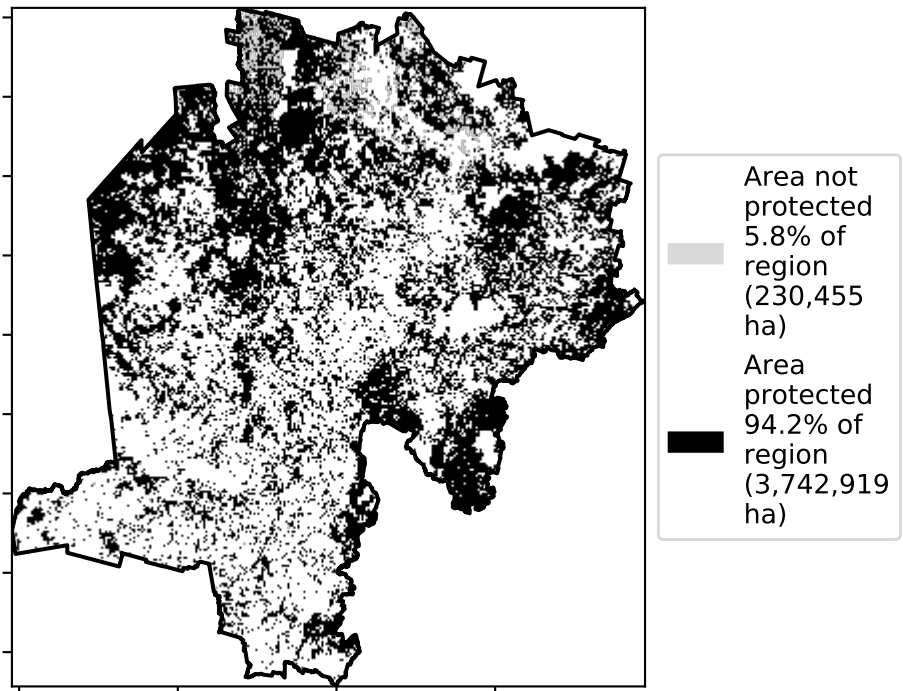 Area not
protected
5.8% of
region
(230,455
ha)
Area
protected
94.2% of
region
(3,742,919
ha)